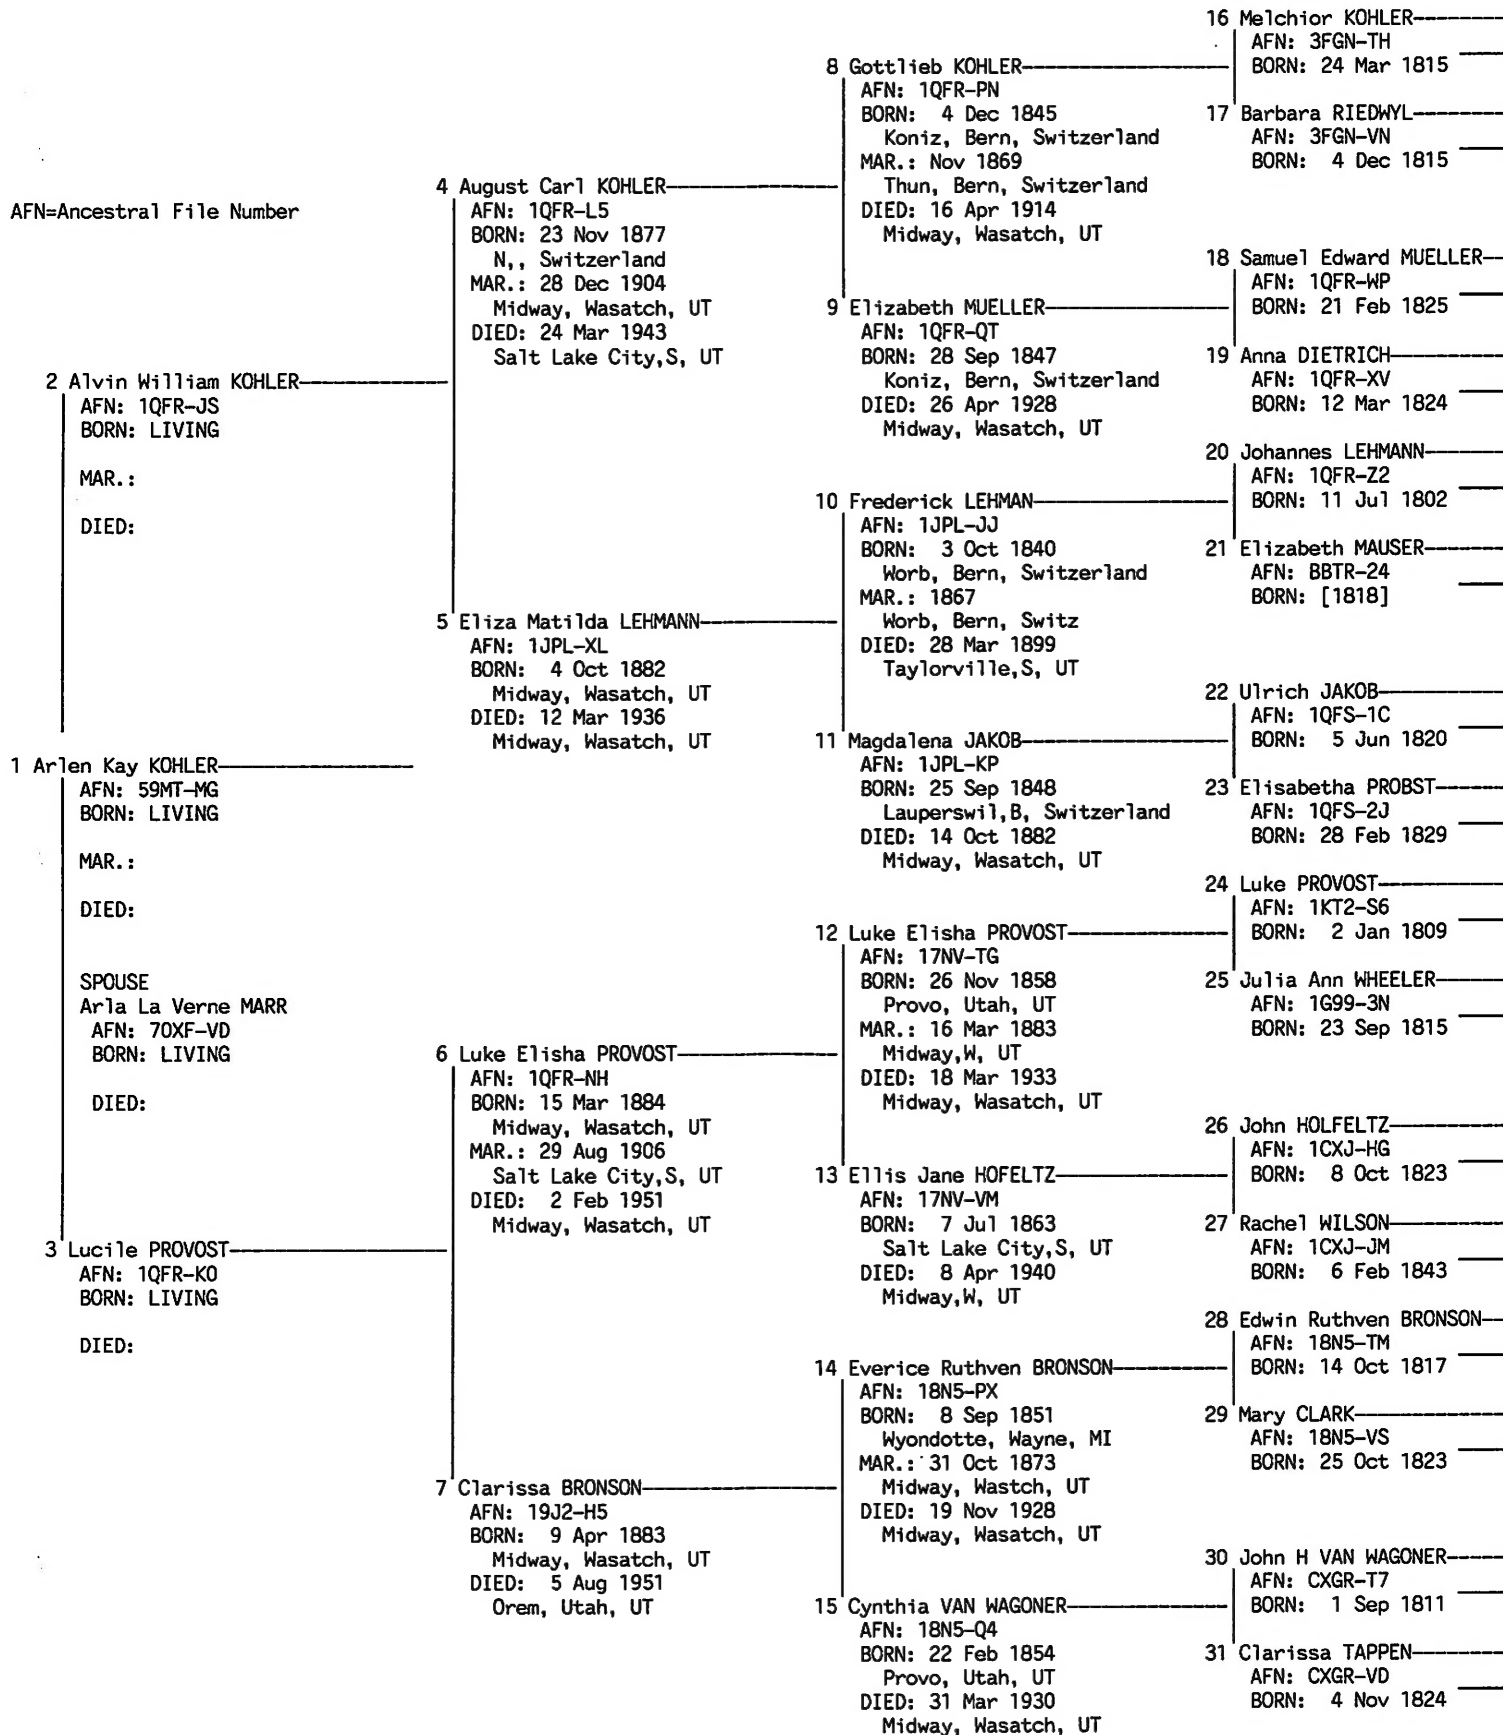 AFN=Ancestral File Number
1 Arlen Kay KOHLER
AFN: 59MT-MG
BORN: LIVING
MAR.:
DIED:
SPOUSE
Arla La Verne MARR
AFN: 70XF-VD
BORN: LIVING
DIED:
2 Alvin William KOHLER
AFN: 1QFR-JS
BORN: LIVING
MAR.:
DIED:
3 Lucile PROVOST
AFN: 1QFR-K0
BORN: LIVING
DIED:
4 August Carl KOHLER
AFN: 1QFR-L5
BORN: 23 Nov 1877
N,, Switzerland
MAR.: 28 Dec 1904
Midway, Wasatch, UT
DIED: 24 Mar 1943
Salt Lake City,S, UT
5 Eliza Matilda LEHMANN
AFN: 1JPL-XL
BORN: 4 Oct 1882
Midway, Wasatch, UT
DIED: 12 Mar 1936
Midway, Wasatch, UT
6 Luke Elisha PROVOST
AFN: 1QFR-NH
BORN: 15 Mar 1884
Midway, Wasatch, UT
MAR.: 29 Aug 1906
Salt Lake City,S, UT
DIED: 2 Feb 1951
Midway, Wasatch, UT
7 Clarissa BRONSON
AFN: 19J2-H5
BORN: 9 Apr 1883
Midway, Wasatch, UT
DIED: 5 Aug 1951
Orem, Utah, UT
8 Gottlieb KOHLER
AFN: 1QFR-PN
BORN: 4 Dec 1845
Koniz, Bern, Switzerland
MAR.: Nov 1869
Thun, Bern, Switzerland
DIED: 16 Apr 1914
Midway, Wasatch, UT
9 Elizabeth MUELLER
AFN: 1QFR-QT
BORN: 28 Sep 1847
Koniz, Bern, Switzerland
DIED: 26 Apr 1928
Midway, Wasatch, UT
10 Frederick LEHMAN
AFN: 1JPL-JJ
BORN: 3 Oct 1840
Worb, Bern, Switzerland
MAR.: 1867
Worb, Bern, Switz
DIED: 28 Mar 1899
Taylorville,S, UT
11 Magdalena JAKOB
AFN: 1JPL-KP
BORN: 25 Sep 1848
Lauperswil,B, Switzerland
DIED: 14 Oct 1882
Midway, Wasatch, UT
12 Luke Elisha PROVOST
AFN: 17NV-TG
BORN: 26 Nov 1858
Provo, Utah, UT
MAR.: 16 Mar 1883
Midway,W, UT
DIED: 18 Mar 1933
Midway, Wasatch, UT
13 Ellis Jane HOFELTZ
AFN: 17NV-VM
BORN: 7 Jul 1863
Salt Lake City,S, UT
DIED: 8 Apr 1940
Midway,W, UT
14 Everice Ruthven BRONSON
AFN: 18N5-PX
BORN: 8 Sep 1851
Wyondotte, Wayne, MI
MAR.: 31 Oct 1873
Midway, Wastch, UT
DIED: 19 Nov 1928
Midway, Wasatch, UT
15 Cynthia VAN WAGONER
AFN: 18N5-Q4
BORN: 22 Feb 1854
Provo, Utah, UT
DIED: 31 Mar 1930
Midway, Wasatch, UT
16 Melchior KOHLER
AFN: 3FGN-TH
BORN: 24 Mar 1815
17 Barbara RIEDWYL
AFN: 3FGN-VN
BORN: 4 Dec 1815
18 Samuel Edward MUELLER
AFN: 1QFR-WP
BORN: 21 Feb 1825
19 Anna DIETRICH
AFN: 1QFR-XV
BORN: 12 Mar 1824
20 Johannes LEHMANN
AFN: 1QFR-Z2
BORN: 11 Jul 1802
21 Elizabeth MAUSER
AFN: BBTR-24
BORN: [1818]
22 Ulrich JAKOB
AFN: 1QFS-1C
BORN: 5 Jun 1820
23 Elisabetha PROBST
AFN: 1QFS-2J
BORN: 28 Feb 1829
24 Luke PROVOST
AFN: 1KT2-S6
BORN: 2 Jan 1809
25 Julia Ann WHEELER
AFN: 1G99-3N
BORN: 23 Sep 1815
26 John HOLFELTZ
AFN: 1CXJ-HG
BORN: 8 Oct 1823
27 Rachel WILSON
AFN: 1CXJ-JM
BORN: 6 Feb 1843
28 Edwin Ruthven BRONSON
AFN: 18N5-TM
BORN: 14 Oct 1817
29 Mary CLARK
AFN: 18N5-VS
BORN: 25 Oct 1823
30 John H VAN WAGONER
AFN: CXGR-T7
BORN: 1 Sep 1811
31 Clarissa TAPPEN
AFN: CXGR-VD
BORN: 4 Nov 1824